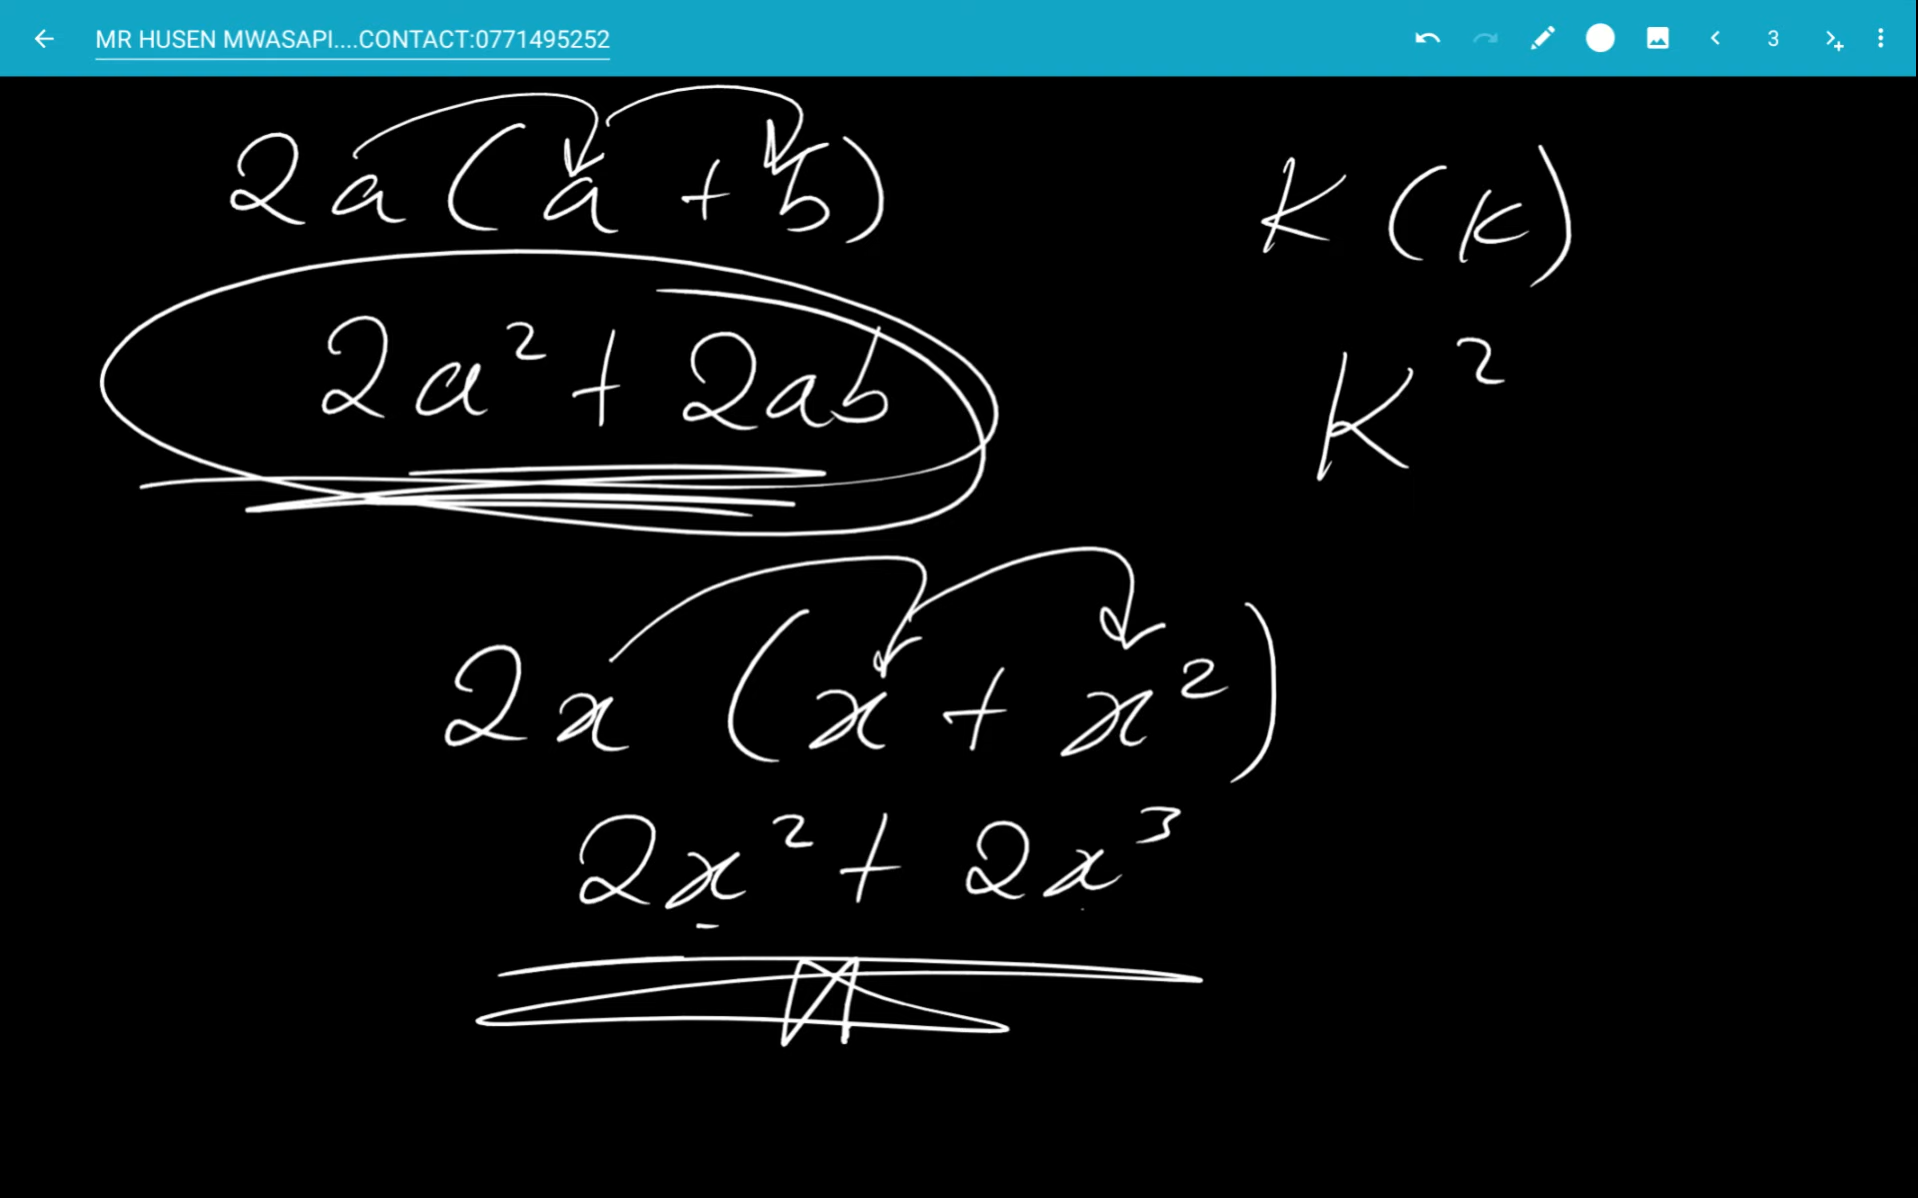 MR HUSEN MWASAPI....CONTACT:0771495252
3
2a(a + b)
2a² + 2ab
K(K)
K²
2x (x + x²)
2x² + 2x³